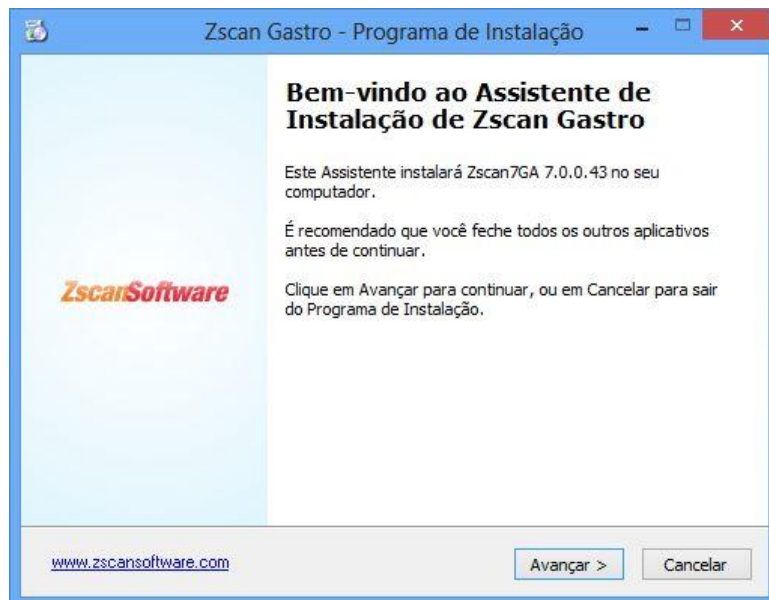 Zscan Gastro - Programa de Instalação
Bem-vindo ao Assistente de
Instalação de Zscan Gastro
Este Assistente instalará Zscan7GA 7.0.0.43 no seu
computador.
É recomendado que você feche todos os outros aplicativos
antes de continuar.
Clique em Avançar para continuar, ou em Cancelar para sair
do Programa de Instalação.
ZscanSoftware
www.zscansoftware.com
Avançar >
Cancelar